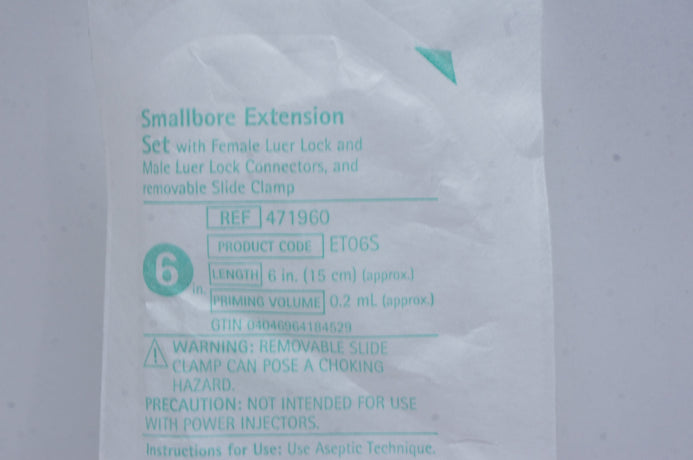 Smallbore Extension
Set with Female Luer Lock and
Male Luer Lock Connectors, and
removable Slide Clamp
REF 471960
PRODUCT CODE ET06S
6 in.
LENGTH 6 in. (15 cm) (approx.)
PRIMING VOLUME 0.2 mL (approx.)
GTIN 04046964184529
WARNING: REMOVABLE SLIDE
CLAMP CAN POSE A CHOKING
HAZARD.
PRECAUTION: NOT INTENDED FOR USE
WITH POWER INJECTORS.
Instructions for Use: Use Aseptic Technique.